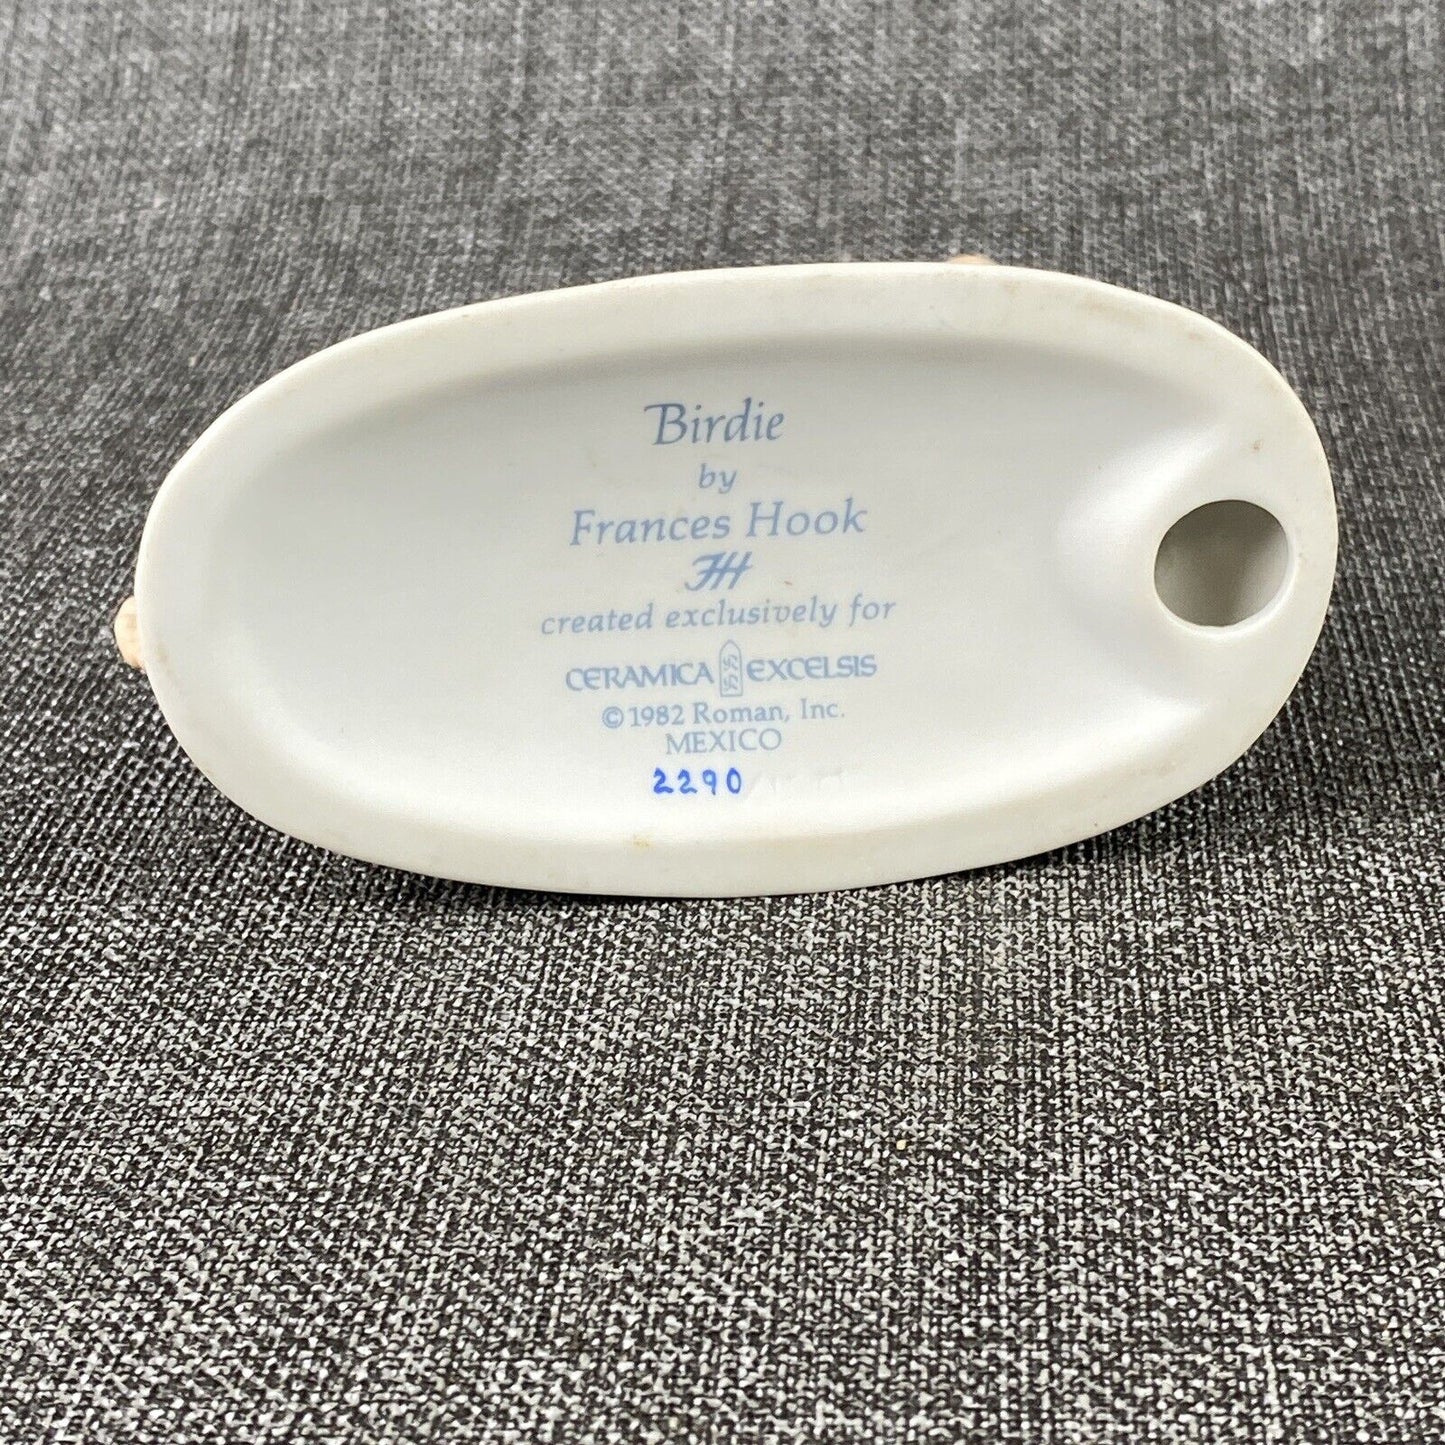 Birdie
by
Frances Hook
FH
created exclusively for
CERAMICA EXCELSIS
©1982 Roman, Inc.
MEXICO
2290